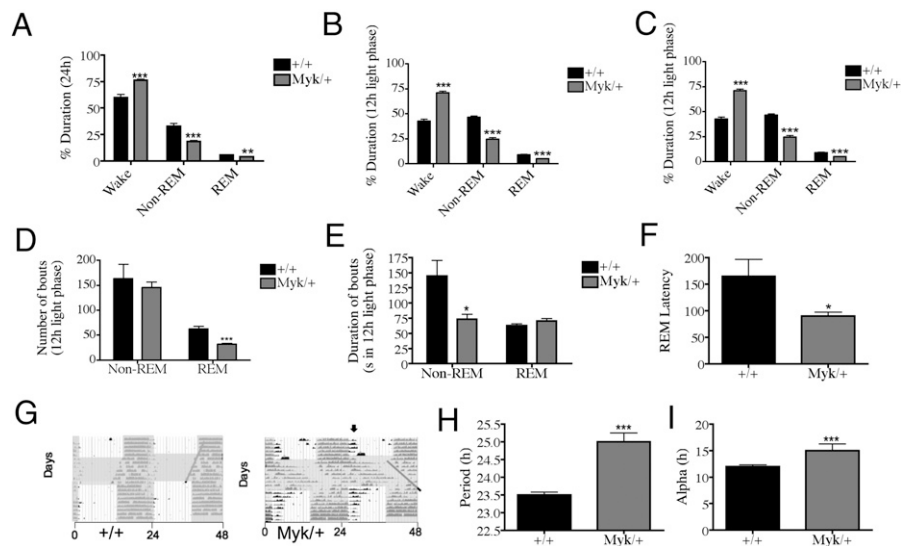 A
% Duration (24h)
100
75
50
25
0
***
***
**
Wake
Non-REM
REM
+/+
Myk/+
B
% Duration (12h light phase)
100
75
50
25
0
***
***
***
Wake
Non-REM
REM
+/+
Myk/+
C
% Duration (12h light phase)
100
75
50
25
0
***
***
***
Wake
Non-REM
REM
+/+
Myk/+
D
Number of bouts
(12h light phase)
200
150
100
50
0
***
Non-REM
REM
+/+
Myk/+
E
Duration of bouts
(s in 12h light phase)
175
150
125
100
75
50
25
0
*
Non-REM
REM
+/+
Myk/+
F
REM Latency
200
150
100
50
0
*
+/+
Myk/+
G
Days
0
+/+
24
48
Days
0
Myk/+
24
48
H
Period (h)
25.5
25.0
24.5
24.0
23.5
23.0
22.5
***
+/+
Myk/+
I
Alpha (h)
20
15
10
5
0
***
+/+
Myk/+